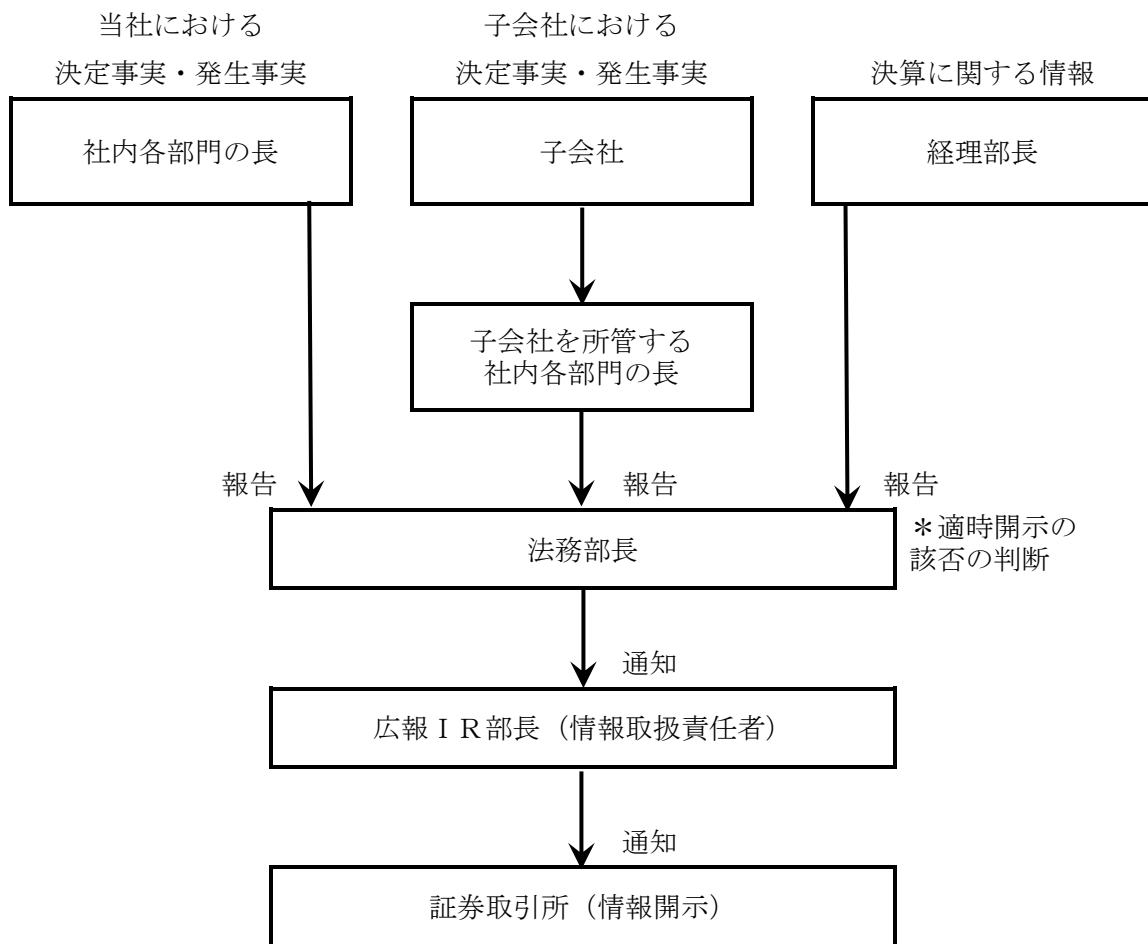 当社における
決定事実・発生事実
子会社における
決定事実・発生事実
決算に関する情報
社内各部門の長
子会社
経理部長
子会社を所管する
社内各部門の長
報告
報告
報告
法務部長
＊適時開示の
該否の判断
通知
広報ＩＲ部長（情報取扱責任者）
通知
証券取引所（情報開示）